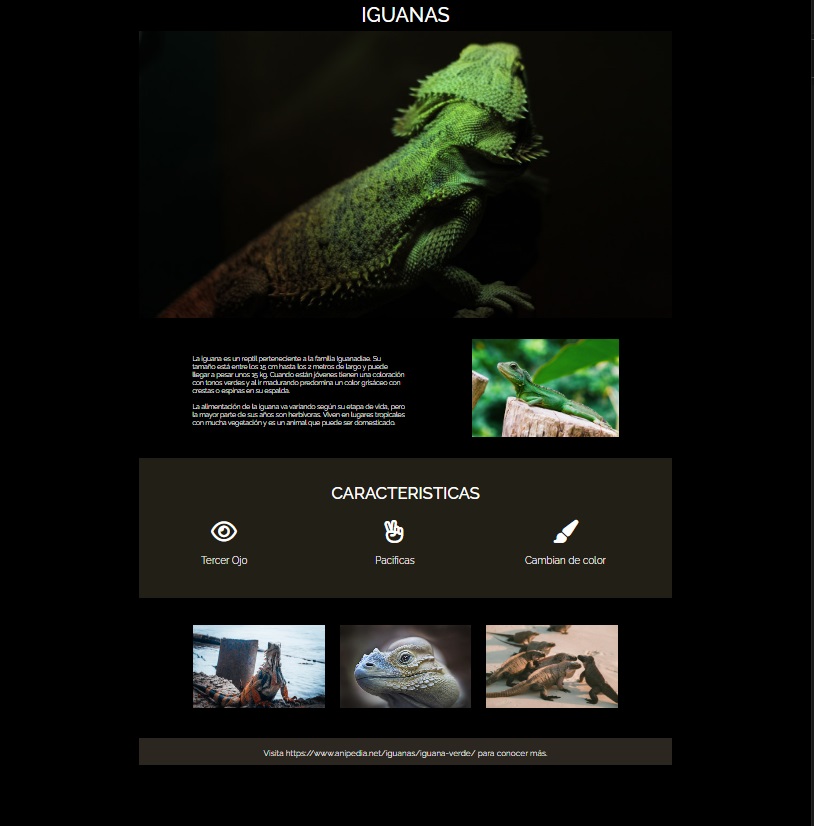 IGUANAS
La iguana es un reptil perteneciente a la familia Iguanadiae. Su
tamaño está entre los 15 cm hasta los 2 metros de largo y puede
llegar a pesar unos 15 kg. Cuando están jóvenes tienen una coloración
con tonos verdes y al ir madurando predomina un color grisáceo con
crestas o espinas en su espalda.
La alimentación de la iguana va variando según su etapa de vida, pero
la mayor parte de sus años son herbívoras. Viven en lugares tropicales
con mucha vegetación y es un animal que puede ser domesticado.
CARACTERISTICAS
Tercer Ojo
Pacificas
Cambian de color
Visita https://www.anipedia.net/iguanas/iguana-verde/ para conocer más.